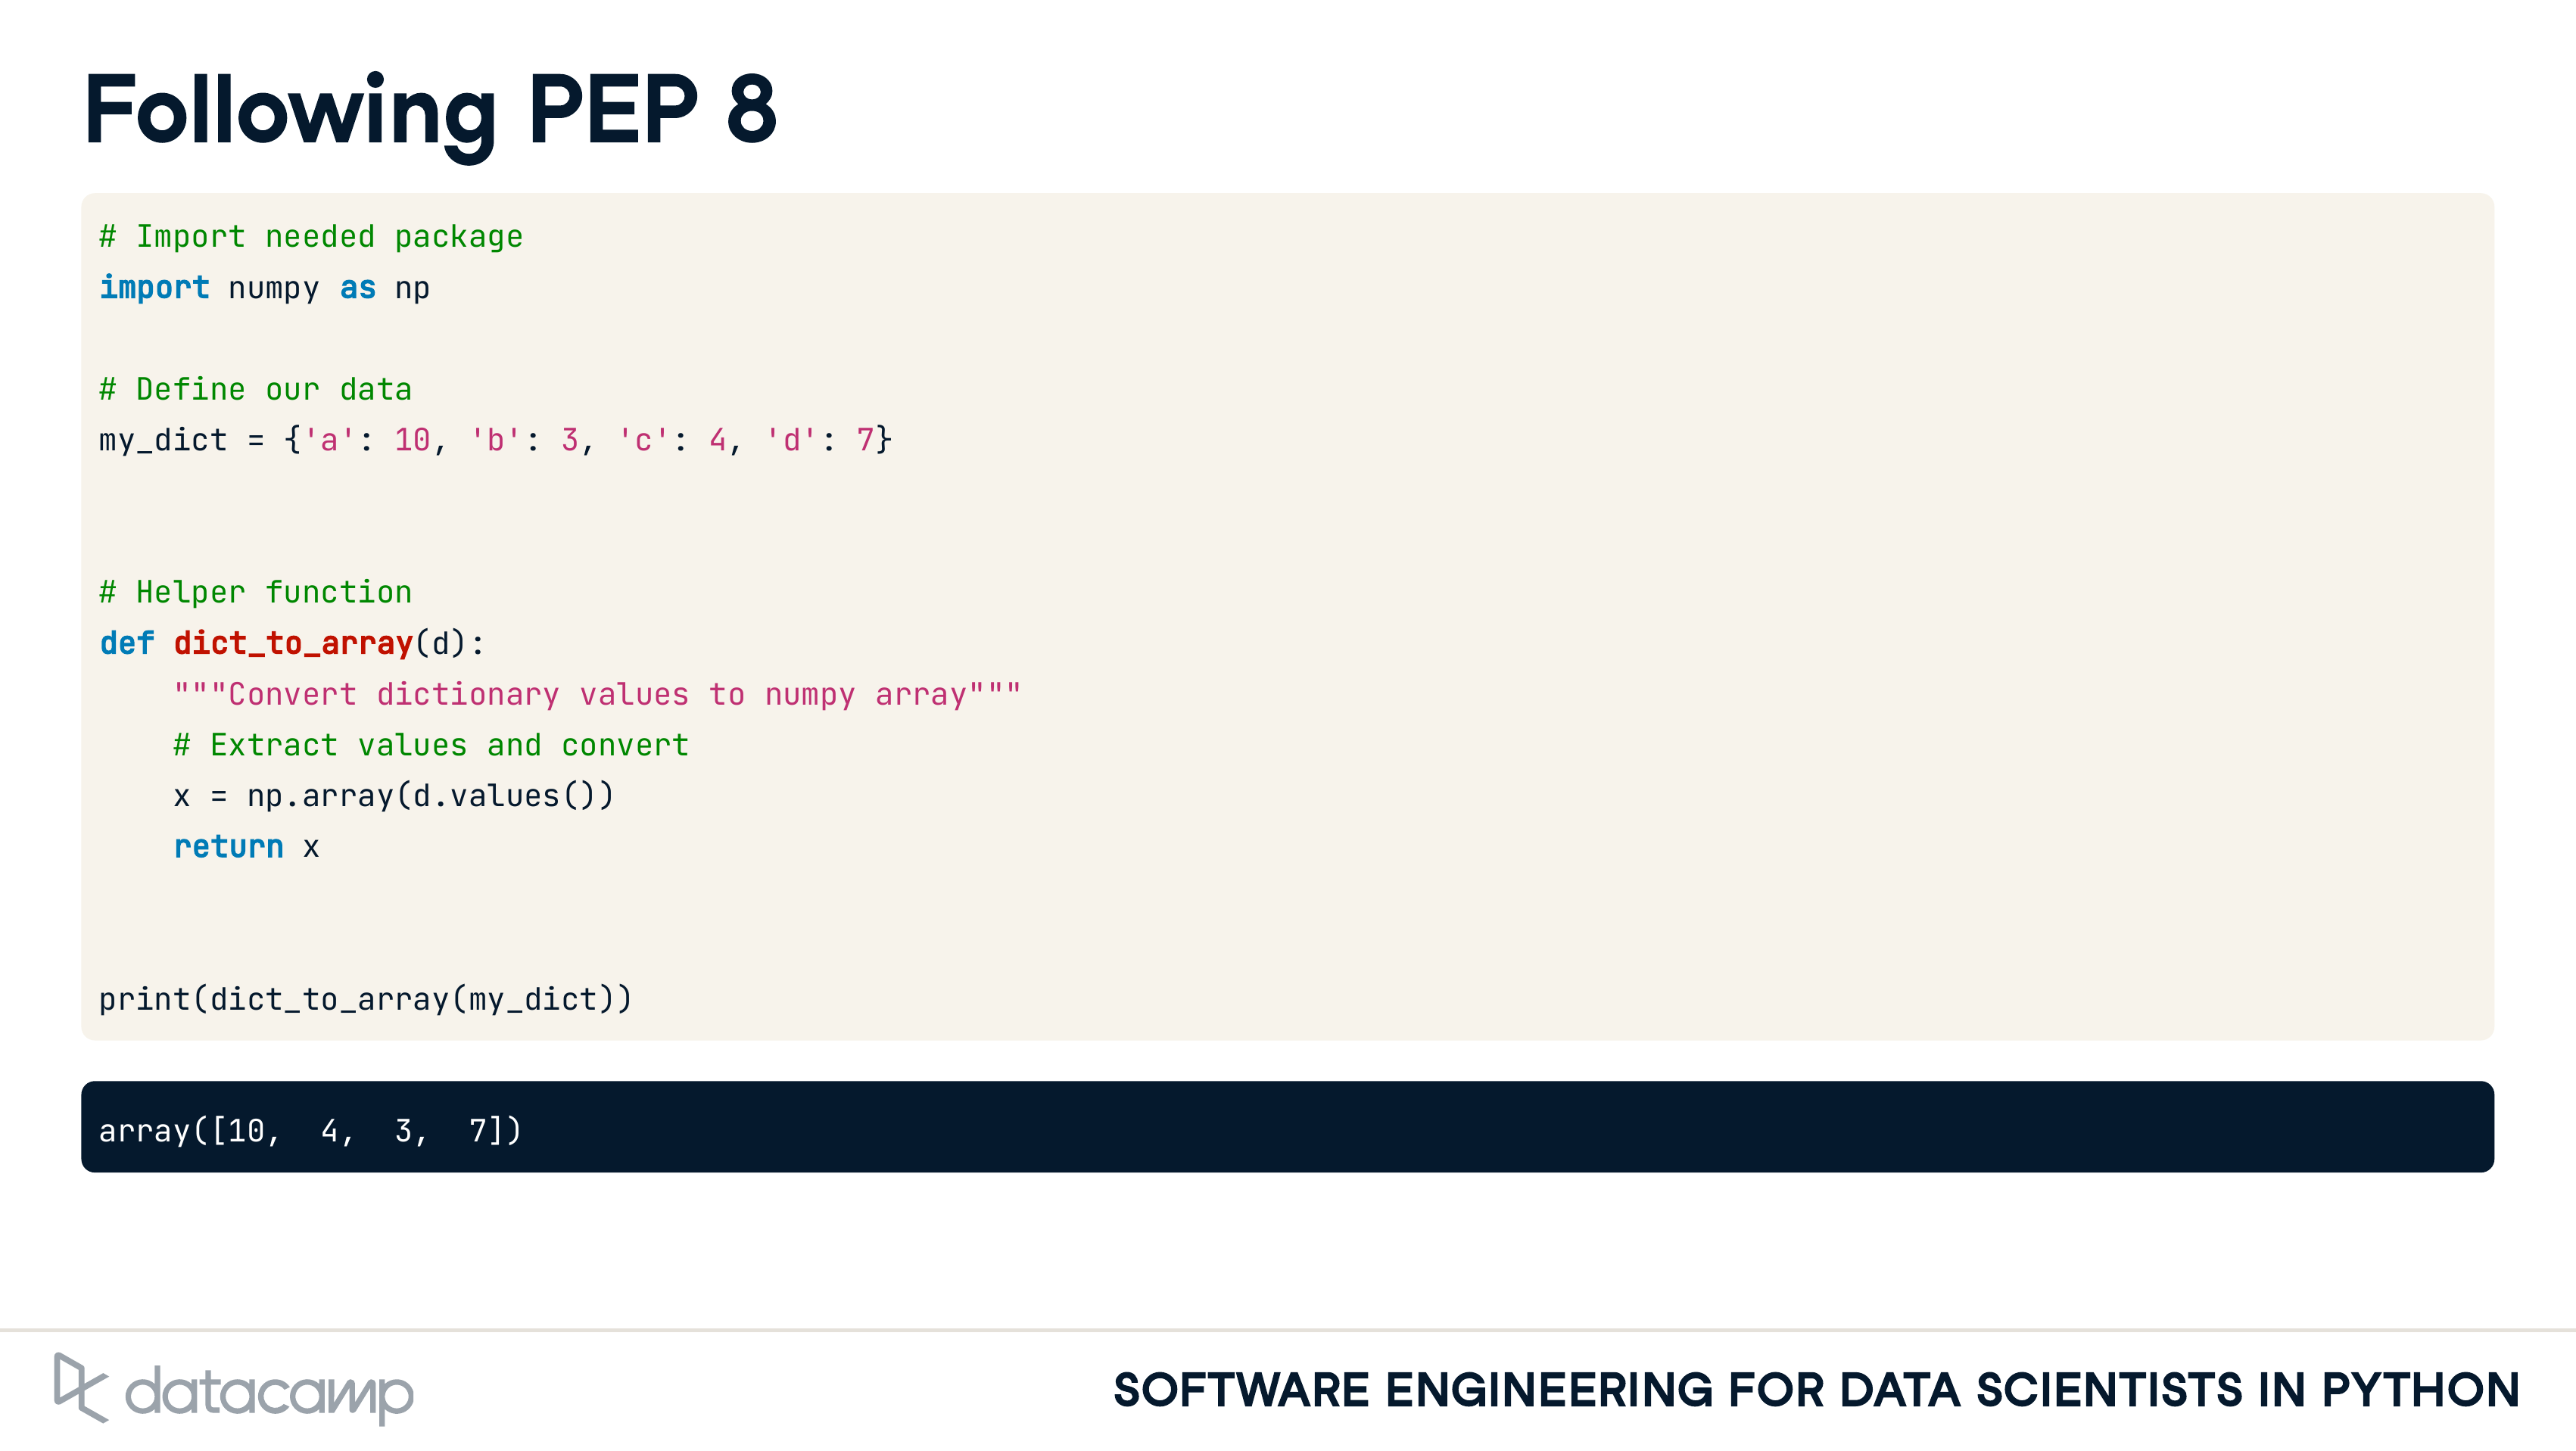 Following PEP 8
# Import needed package
import numpy as np
# Define our data
my_dict = {'a': 10, 'b': 3, 'c': 4, 'd': 7}
# Helper function
def dict_to_array(d):
    """Convert dictionary values to numpy array"""
    # Extract values and convert
    x = np.array(d.values())
    return x
print(dict_to_array(my_dict))
array([10,  4,  3,  7])
datacamp
SOFTWARE ENGINEERING FOR DATA SCIENTISTS IN PYTHON